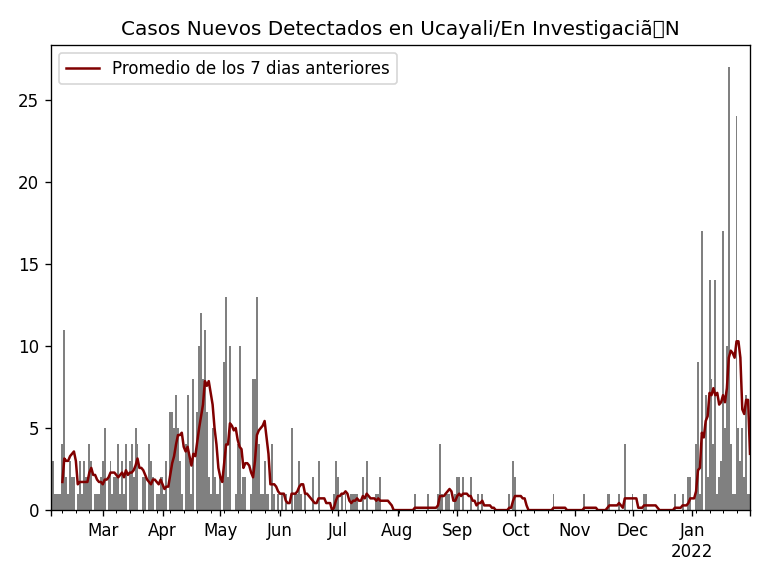 Casos Nuevos Detectados en Ucayali/En Investigaciã▯N
Promedio de los 7 dias anteriores
25
20
15
10
5
0
Mar Apr May Jun Jul Aug Sep Oct Nov Dec Jan
2022